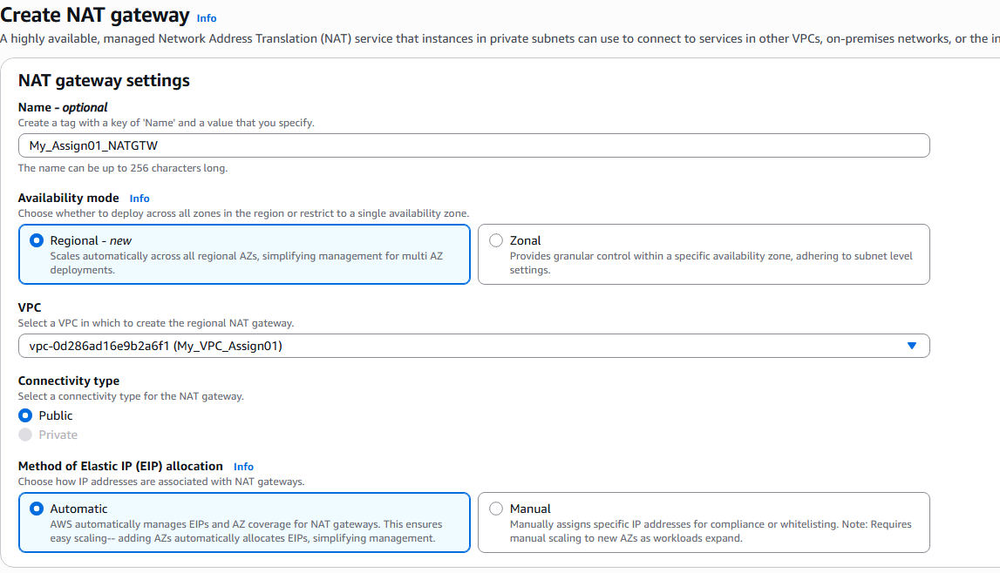 Create NAT gateway Info
A highly available, managed Network Address Translation (NAT) service that instances in private subnets can use to connect to services in other VPCs, on-premises networks, or the in
NAT gateway settings
Name - optional
Create a tag with a key of 'Name' and a value that you specify.
My_Assign01_NATGTW
The name can be up to 256 characters long.
Availability mode Info
Choose whether to deploy across all zones in the region or restrict to a single availability zone.
Regional - new
Scales automatically across all regional AZs, simplifying management for multi AZ
deployments.
Zonal
Provides granular control within a specific availability zone, adhering to subnet level
settings.
VPC
Select a VPC in which to create the regional NAT gateway.
vpc-0d286ad16e9b2a6f1 (My_VPC_Assign01)
Connectivity type
Select a connectivity type for the NAT gateway.
Public
Private
Method of Elastic IP (EIP) allocation Info
Choose how IP addresses are associated with NAT gateways.
Automatic
AWS automatically manages EIPs and AZ coverage for NAT gateways. This ensures
easy scaling-- adding AZs automatically allocates EIPs, simplifying management.
Manual
Manually assigns specific IP addresses for compliance or whitelisting. Note: Requires
manual scaling to new AZs as workloads expand.